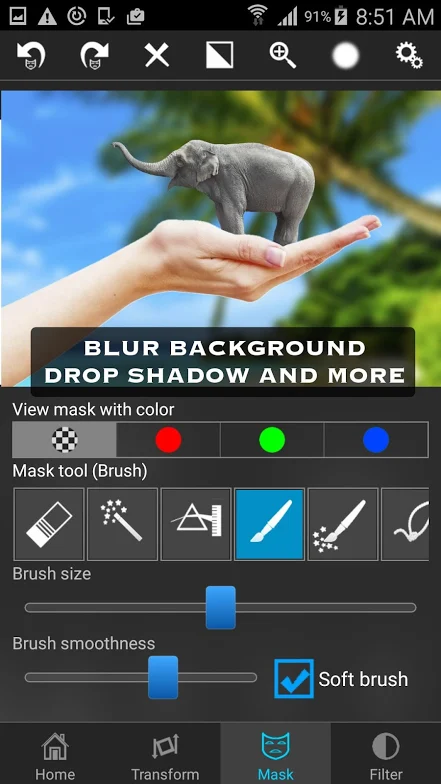 91% 8:51 AM
BLUR BACKGROUND
DROP SHADOW AND MORE
View mask with color
Mask tool (Brush)
Brush size
Brush smoothness
Soft brush
Home Transform Mask Filter